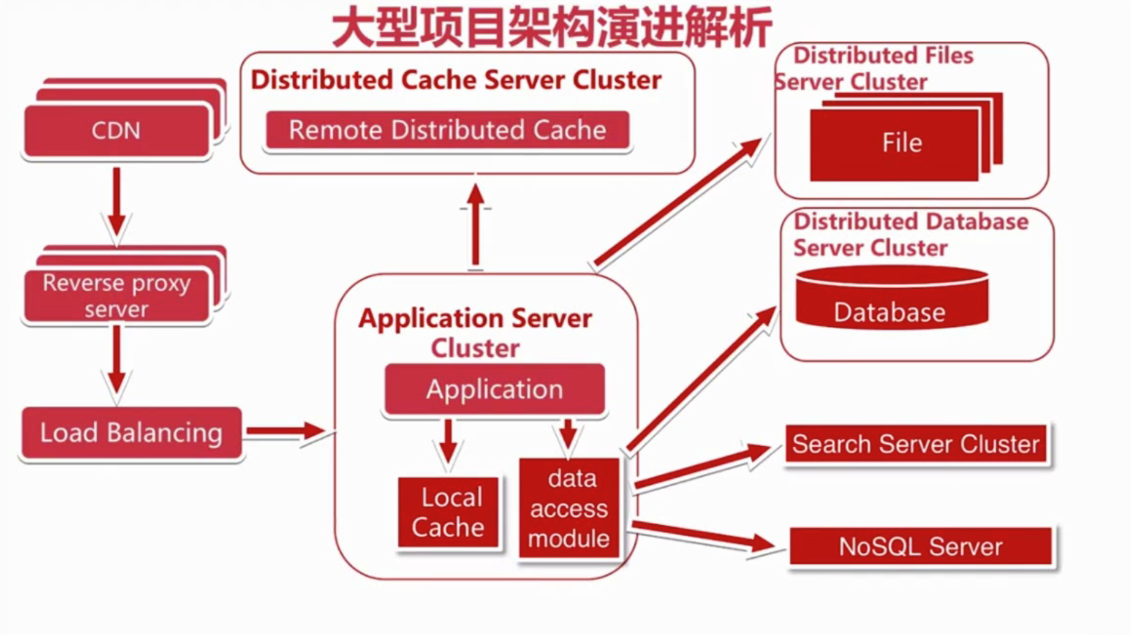 大型项目架构演进解析
CDN
Reverse proxy
server
Load Balancing
Distributed Cache Server Cluster
Remote Distributed Cache
Application Server
Cluster
Application
Local
Cache
data
access
module
Distributed Files
Server Cluster
File
Distributed Database
Server Cluster
Database
Search Server Cluster
NoSQL Server